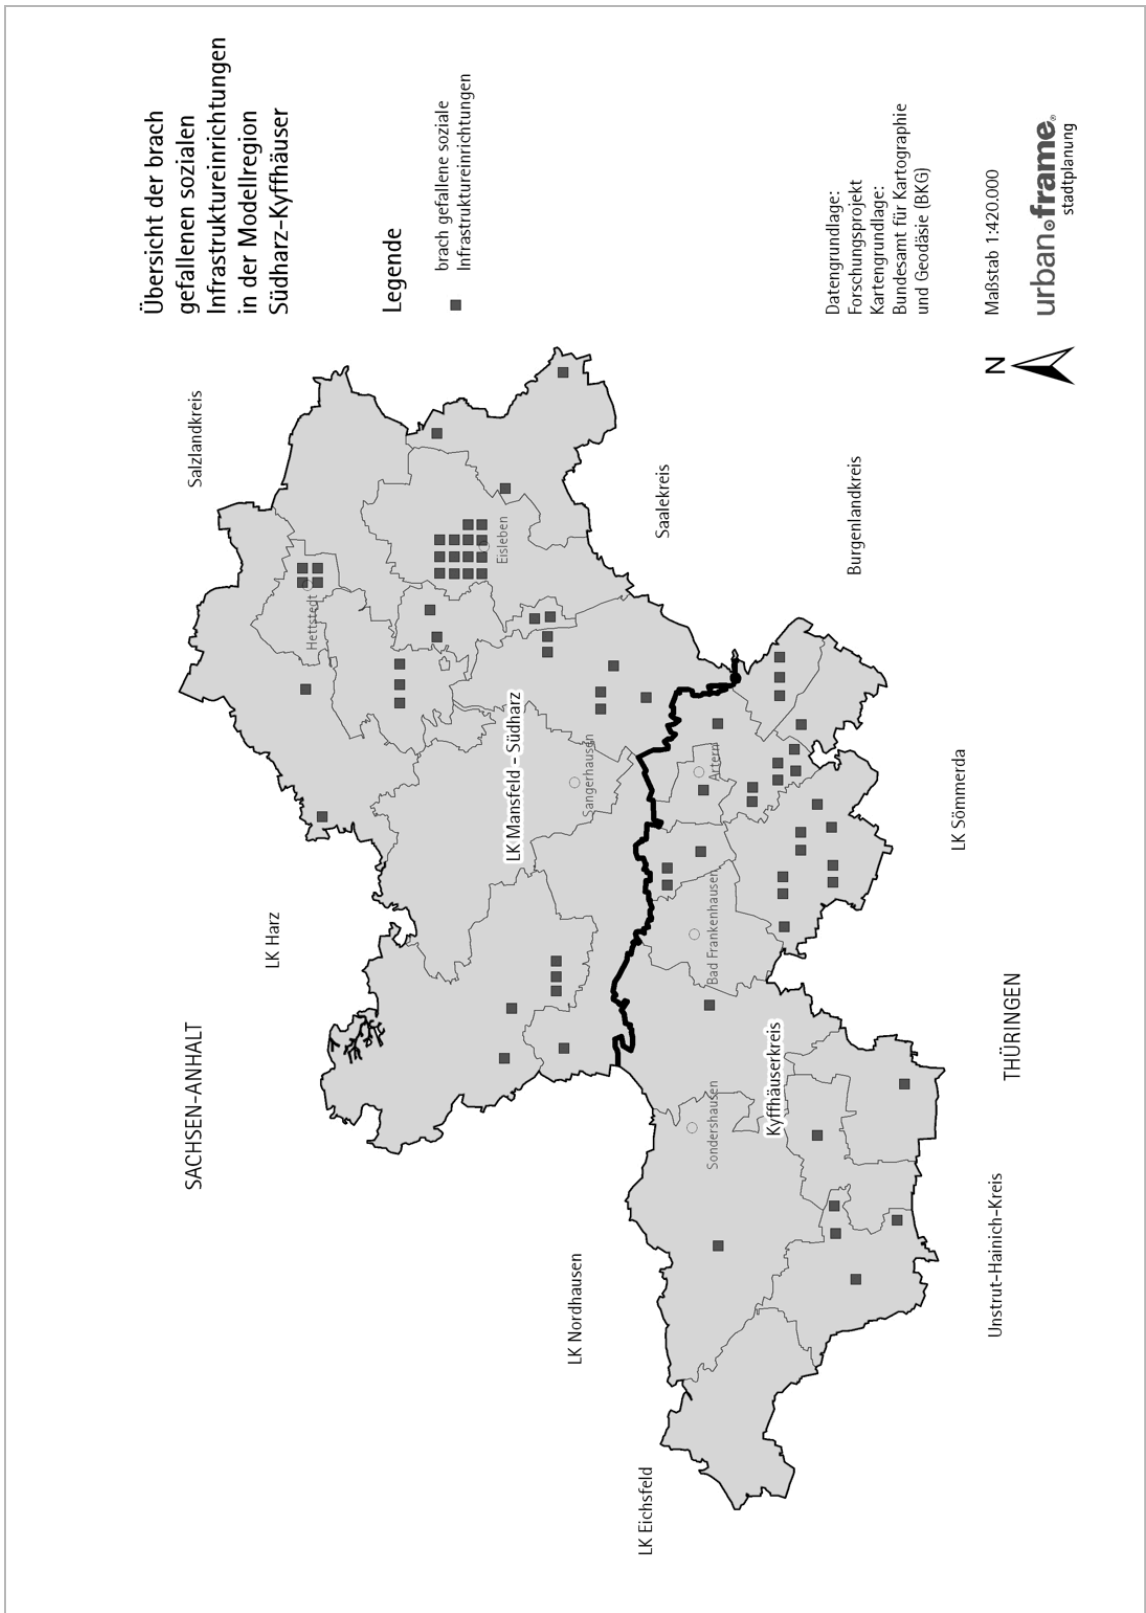 Übersicht der brach
gefallenen sozialen
Infrastruktureinrichtungen
in der Modellregion
Südharz-Kyffhäuser
Legende
brach gefallene soziale
Infrastruktureinrichtungen
Datengrundlage:
Forschungsprojekt
Kartengrundlage:
Bundesamt für Kartographie
und Geodäsie (BKG)
Maßstab 1:420.000
urban.frame®
stadtplanung
N
SACHSEN-ANHALT
LK Harz
Salzlandkreis
Hettstedt
Eisleben
LK Mansfeld - Südharz
Sangerhausen
Saalekreis
Burgenlandkreis
Artern
Bad Frankenhausen
Sondershausen
Kyffhäuserkreis
LK Nordhausen
LK Eichsfeld
LK Sömmerda
THÜRINGEN
Unstrut-Hainich-Kreis